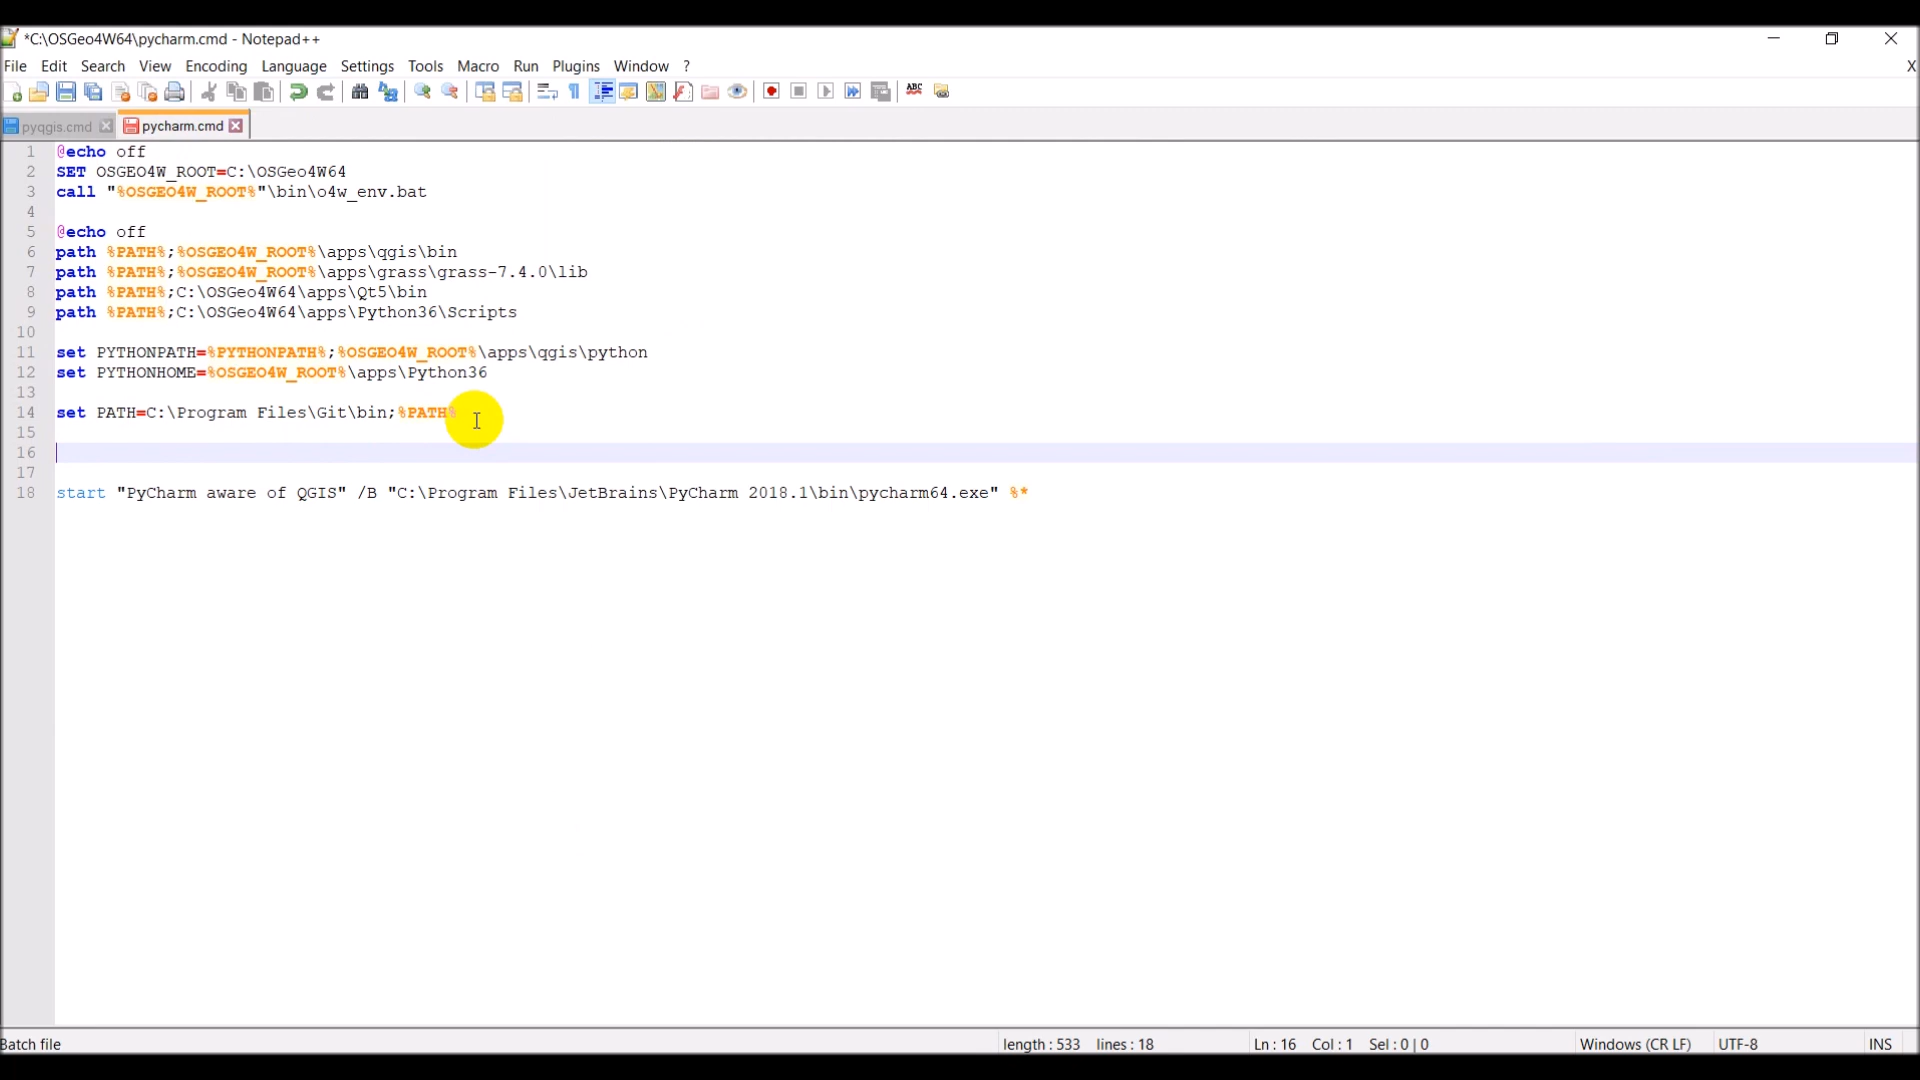 *C:\OSGeo4W64\pycharm.cmd - Notepad++
File Edit Search View Encoding Language Settings Tools Macro Run Plugins Window ? X
ABC
pyqgis.cmd pycharm.cmd
1 @echo off
2 SET OSGEO4W_ROOT=C:\OSGeo4W64
3 call "%OSGEO4W_ROOT%"\bin\o4w_env.bat
4
5 @echo off
6 path %PATH%;%OSGEO4W_ROOT%\apps\qgis\bin
7 path %PATH%;%OSGEO4W_ROOT%\apps\grass\grass-7.4.0\lib
8 path %PATH%;C:\OSGeo4W64\apps\Qt5\bin
9 path %PATH%;C:\OSGeo4W64\apps\Python36\Scripts
10
11 set PYTHONPATH=%PYTHONPATH%;%OSGEO4W_ROOT%\apps\qgis\python
12 set PYTHONHOME=%OSGEO4W_ROOT%\apps\Python36
13
14 set PATH=C:\Program Files\Git\bin;%PATH%
15
16
17
18 start "PyCharm aware of QGIS" /B "C:\Program Files\JetBrains\PyCharm 2018.1\bin\pycharm64.exe" %*
Batch file length : 533 lines : 18 Ln : 16 Col : 1 Sel : 0 | 0 Windows (CR LF) UTF-8 INS